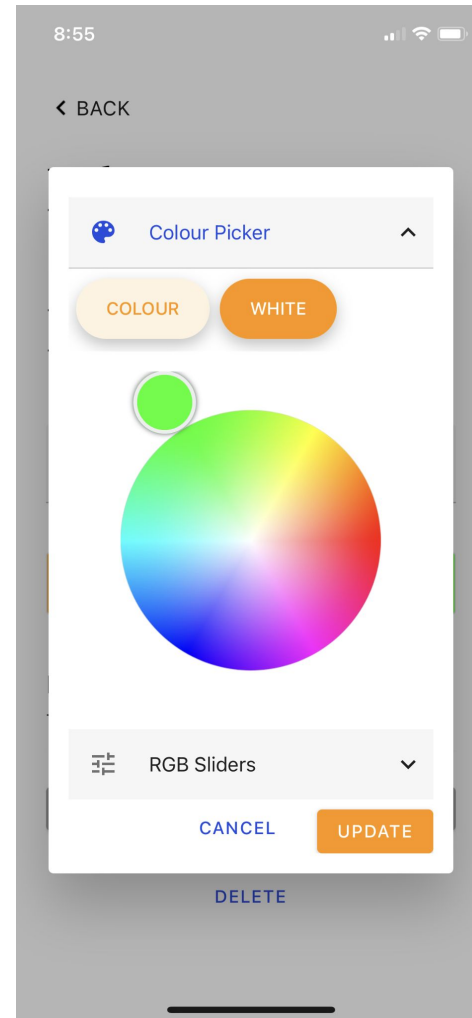 8:55
BACK
Colour Picker
COLOUR WHITE
RGB Sliders
CANCEL UPDATE
DELETE